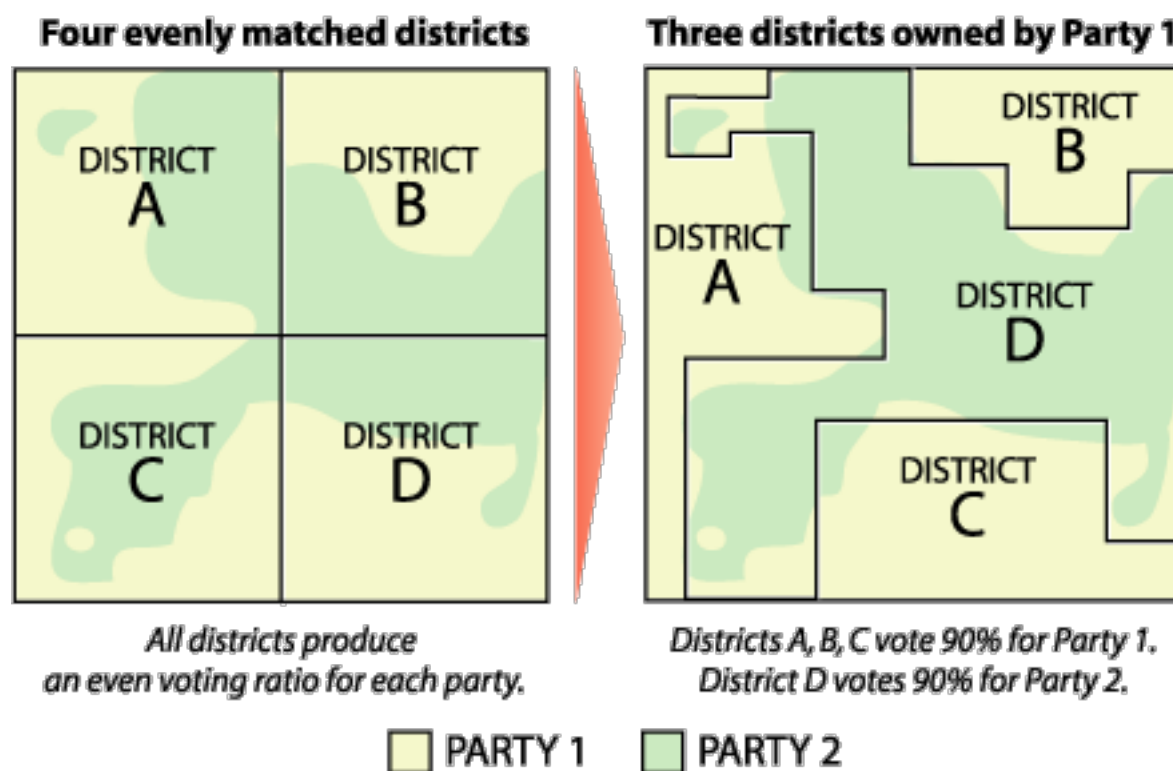 Four evenly matched districts
DISTRICT
A
DISTRICT
B
DISTRICT
C
DISTRICT
D
All districts produce
an even voting ratio for each party.
Three districts owned by Party 1
DISTRICT
B
DISTRICT
A
DISTRICT
D
DISTRICT
C
Districts A, B, C vote 90% for Party 1.
District D votes 90% for Party 2.
PARTY 1
PARTY 2